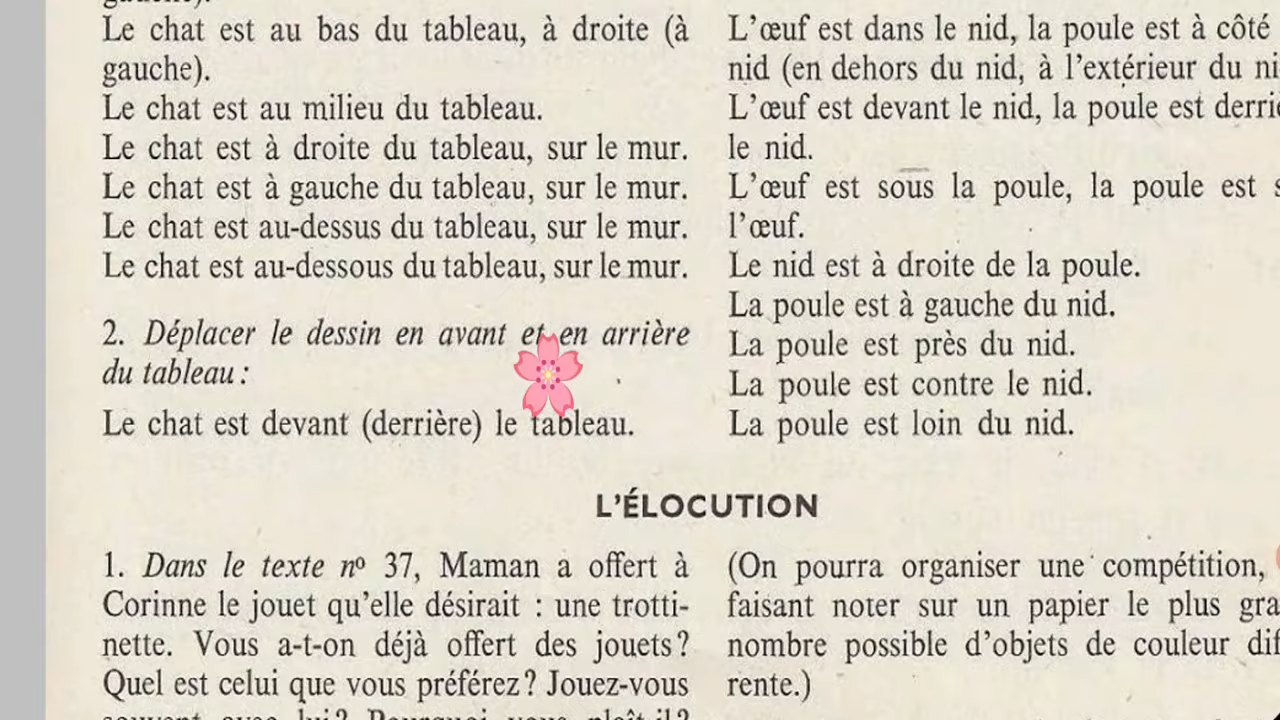 Le chat est au bas du tableau, à droite (à
gauche).
Le chat est au milieu du tableau.
Le chat est à droite du tableau, sur le mur.
Le chat est à gauche du tableau, sur le mur.
Le chat est au-dessus du tableau, sur le mur.
Le chat est au-dessous du tableau, sur le mur.
2. Déplacer le dessin en avant et en arrière
du tableau :
Le chat est devant (derrière) le tableau.
L'œuf est dans le nid, la poule est à côté
nid (en dehors du nid, à l'extérieur du
L'œuf est devant le nid, la poule est
le nid.
L'œuf est sous la poule, la poule est
l'œuf.
Le nid est à droite de la poule.
La poule est à gauche du nid.
La poule est près du nid.
La poule est contre le nid.
La poule est loin du nid.
L'ÉLOCUTION
1. Dans le texte nº 37, Maman a offert à
Corinne le jouet qu'elle désirait : une trotti-
nette. Vous a-t-on déjà offert des jouets ?
Quel est celui que vous préférez ? Jouez-vous
souvent avec lui ? Pourquoi vous plaît-il ?
(On pourra organiser une compétition,
faisant noter sur un papier le plus
nombre possible d'objets de couleur
rente.)